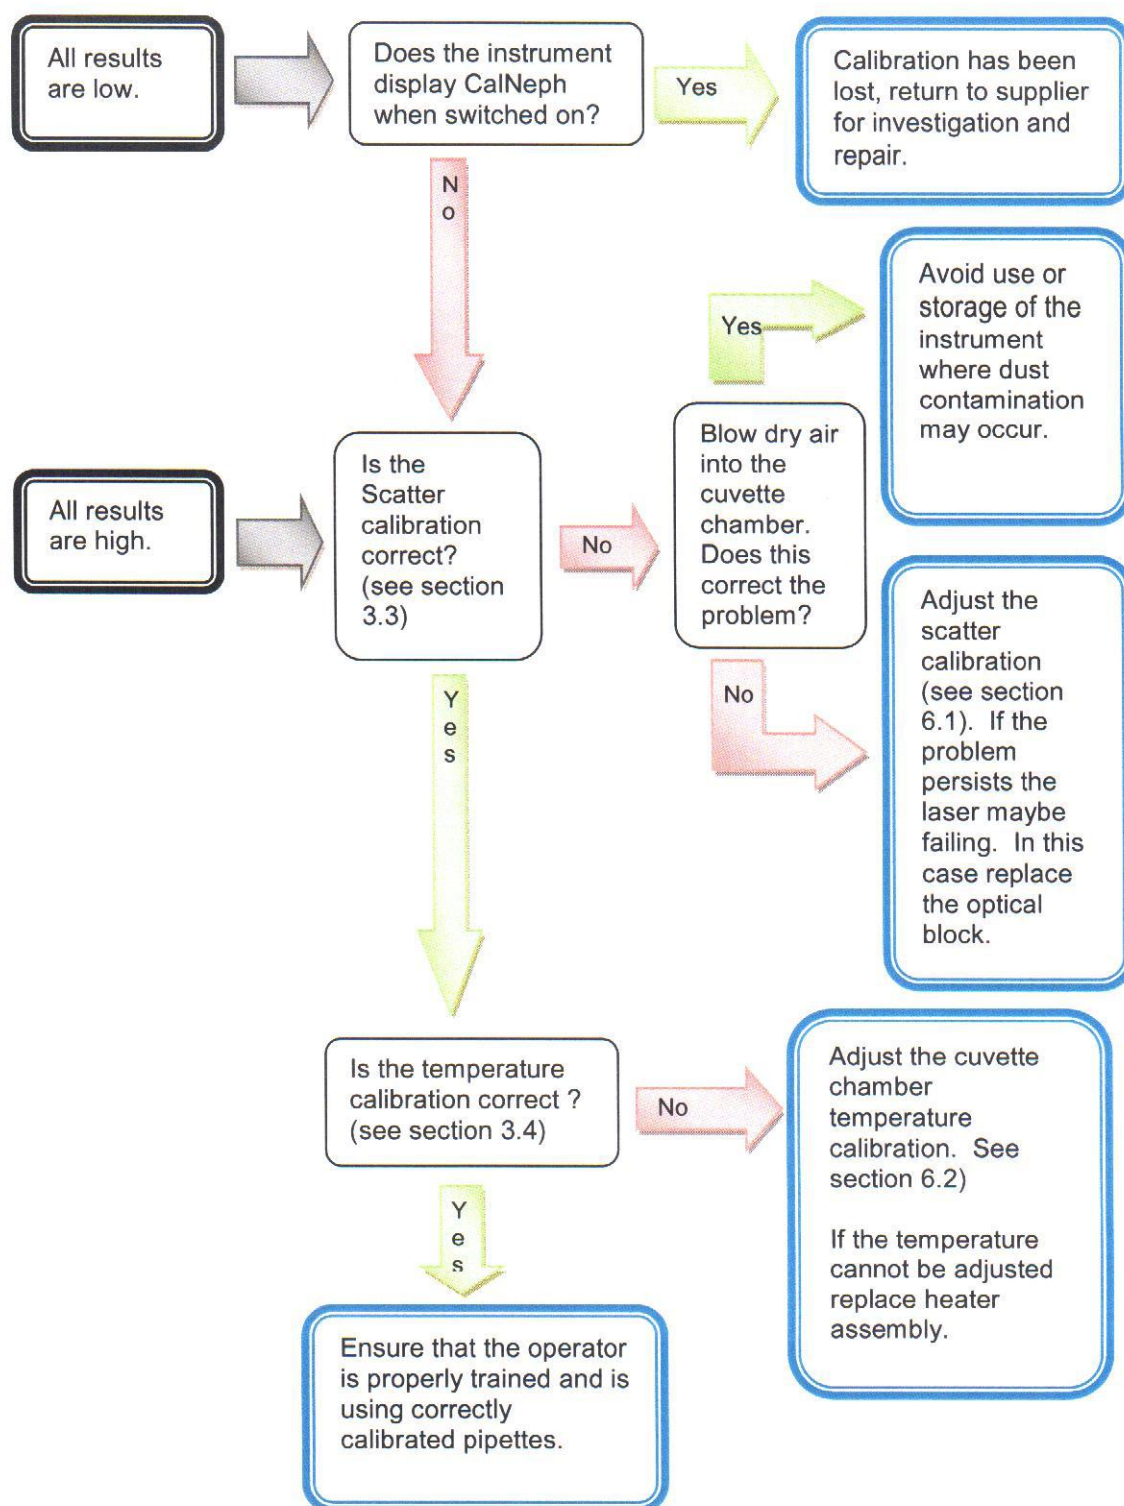 All results
are low.
Does the instrument
display CalNeph
when switched on?
Yes
Calibration has been
lost, return to supplier
for investigation and
repair.
N
o
Avoid use or
storage of the
instrument
where dust
contamination
may occur.
Yes
All results
are high.
Is the
Scatter
calibration
correct?
(see section
3.3)
No
Blow dry air
into the
cuvette
chamber.
Does this
correct the
problem?
No
Adjust the
scatter
calibration
(see section
6.1).  If the
problem
persists the
laser maybe
failing.  In this
case replace
the optical
block.
Y
e
s
Is the temperature
calibration correct ?
(see section 3.4)
No
Adjust the cuvette
chamber
temperature
calibration.  See
section 6.2)
If the temperature
cannot be adjusted
replace heater
assembly.
Y
e
s
Ensure that the operator
is properly trained and is
using correctly
calibrated pipettes.